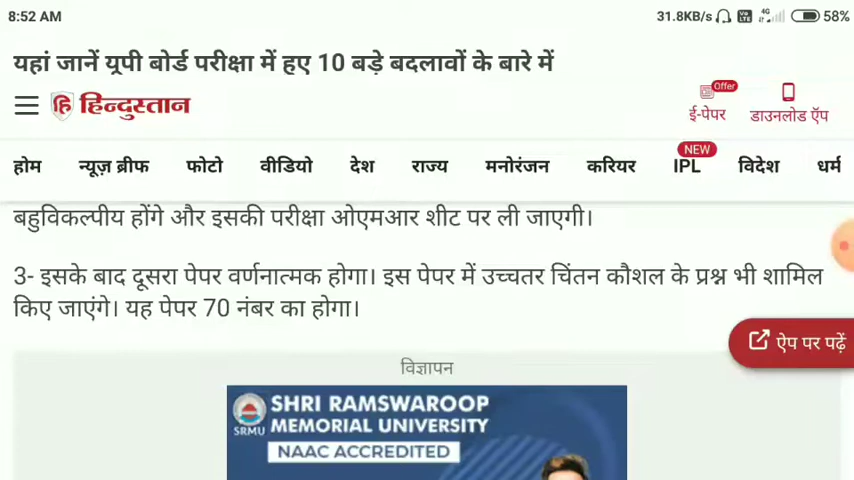 8:52 AM
31.8KB/s
4G
58%
यहां जानें यूपी बोर्ड परीक्षा में हुए 10 बड़े बदलावों के बारे में
हि हिन्दुस्तान
Offer
ई-पेपर
डाउनलोड ऍप
होम न्यूज़ ब्रीफ फोटो वीडियो देश राज्य मनोरंजन करियर IPL NEW विदेश धर्म
बहुविकल्पीय होंगे और इसकी परीक्षा ओएमआर शीट पर ली जाएगी।
3- इसके बाद दूसरा पेपर वर्णनात्मक होगा। इस पेपर में उच्चतर चिंतन कौशल के प्रश्न भी शामिल
किए जाएंगे। यह पेपर 70 नंबर का होगा।
ऐप पर पढ़ें
विज्ञापन
SRMU
SHRI RAMSWAROOP
MEMORIAL UNIVERSITY
NAAC ACCREDITED